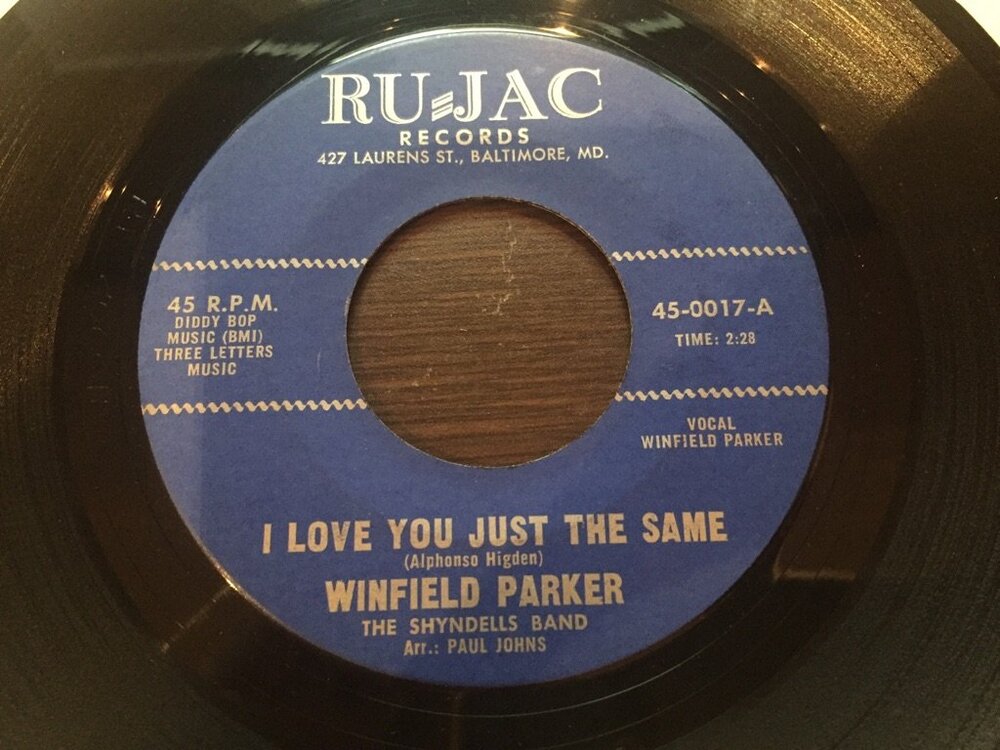 RU-JAC
RECORDS
427 LAURENS ST., BALTIMORE, MD.
45 R.P.M.
DIDDY BOP
MUSIC (BMI)
THREE LETTERS
MUSIC
45-0017-A
TIME: 2:28
VOCAL
WINFIELD PARKER
I LOVE YOU JUST THE SAME
(Alphonso Higden)
WINFIELD PARKER
THE SHYNDELLS BAND
Arr.: PAUL JOHNS